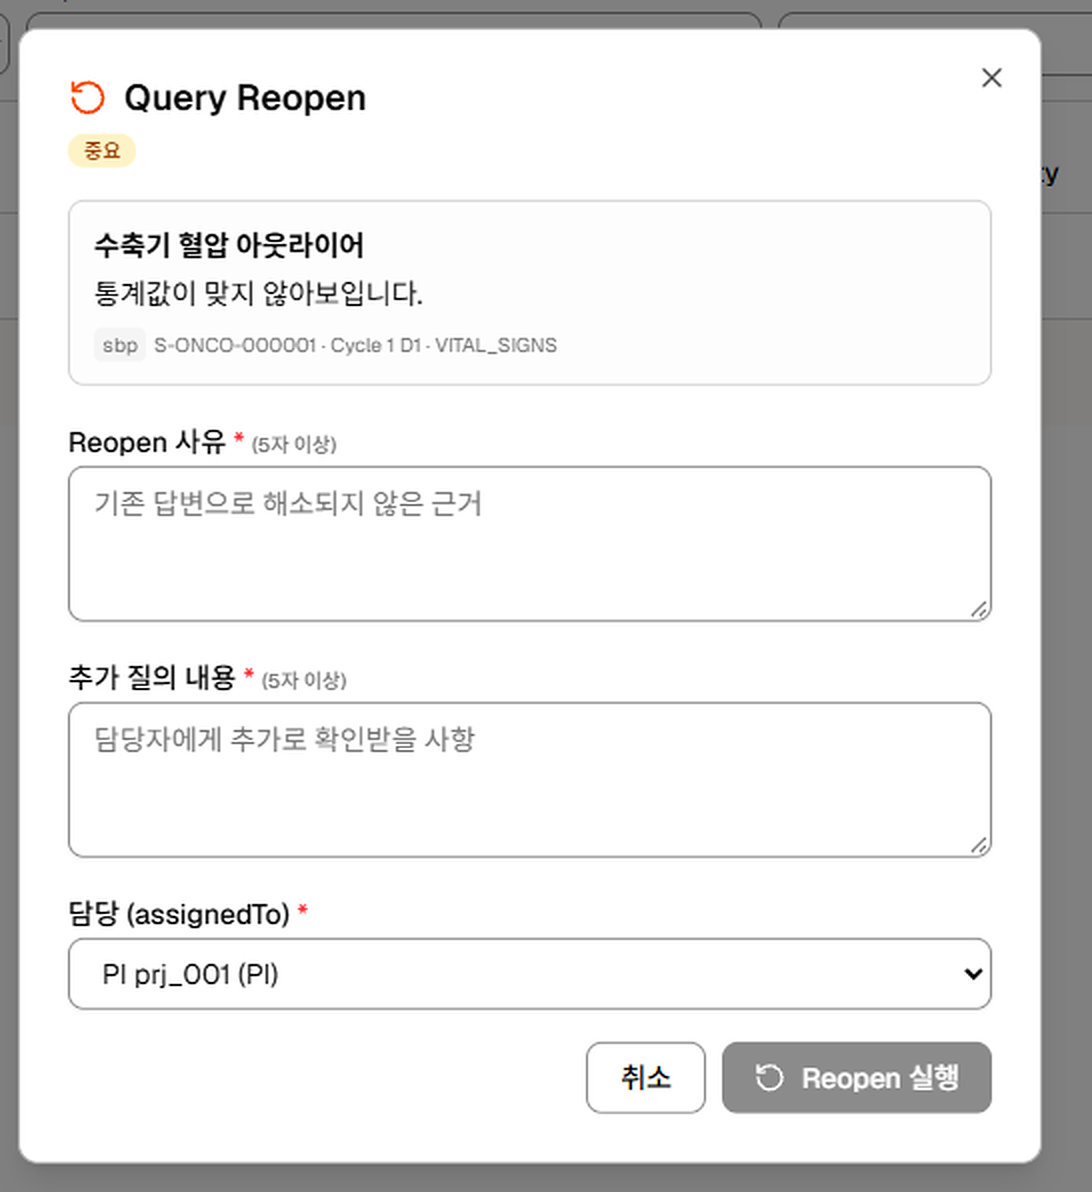 Query Reopen
중요
수축기 혈압 아웃라이어
통계값이 맞지 않아보입니다.
sbp S-ONCO-000001 · Cycle 1 D1 · VITAL_SIGNS
Reopen 사유 * (5자 이상)
기존 답변으로 해소되지 않은 근거
추가 질의 내용 * (5자 이상)
담당자에게 추가로 확인받을 사항
담당 (assignedTo) *
PI prj_001 (PI)
취소
Reopen 실행